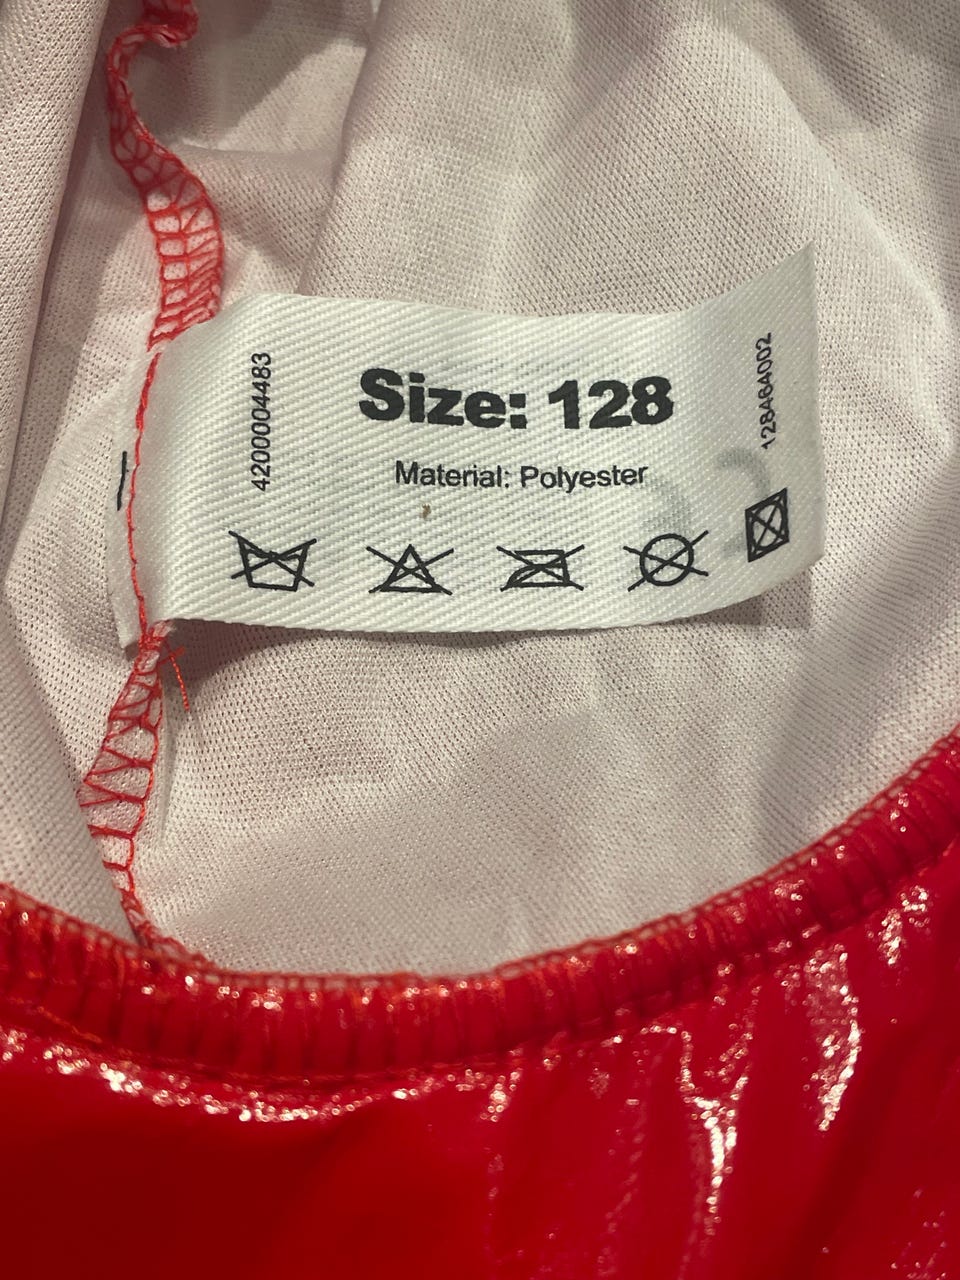 4200004483
Size: 128
Material: Polyester
128464002